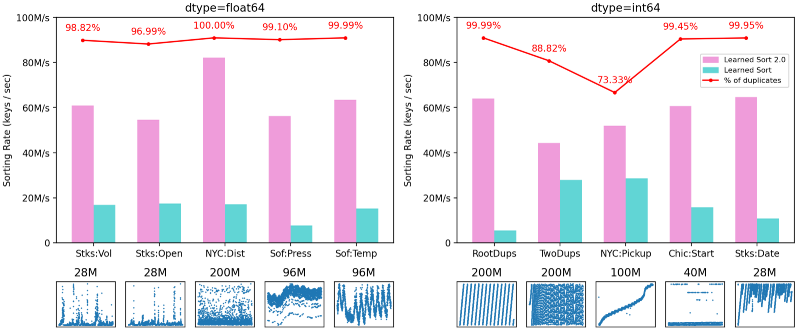 dtype=float64
100M/s
80M/s
60M/s
40M/s
20M/s
0
Sorting Rate (keys / sec)
98.82%
96.99%
100.00%
99.10%
99.99%
Stks:Vol
Stks:Open
NYC:Dist
Sof:Press
Sof:Temp
28M
28M
200M
96M
96M
dtype=int64
100M/s
80M/s
60M/s
40M/s
20M/s
0
Sorting Rate (keys / sec)
99.99%
88.82%
73.33%
99.45%
99.95%
Learned Sort 2.0
Learned Sort
% of duplicates
RootDups
TwoDups
NYC:Pickup
Chic:Start
Stks:Date
200M
200M
100M
40M
28M